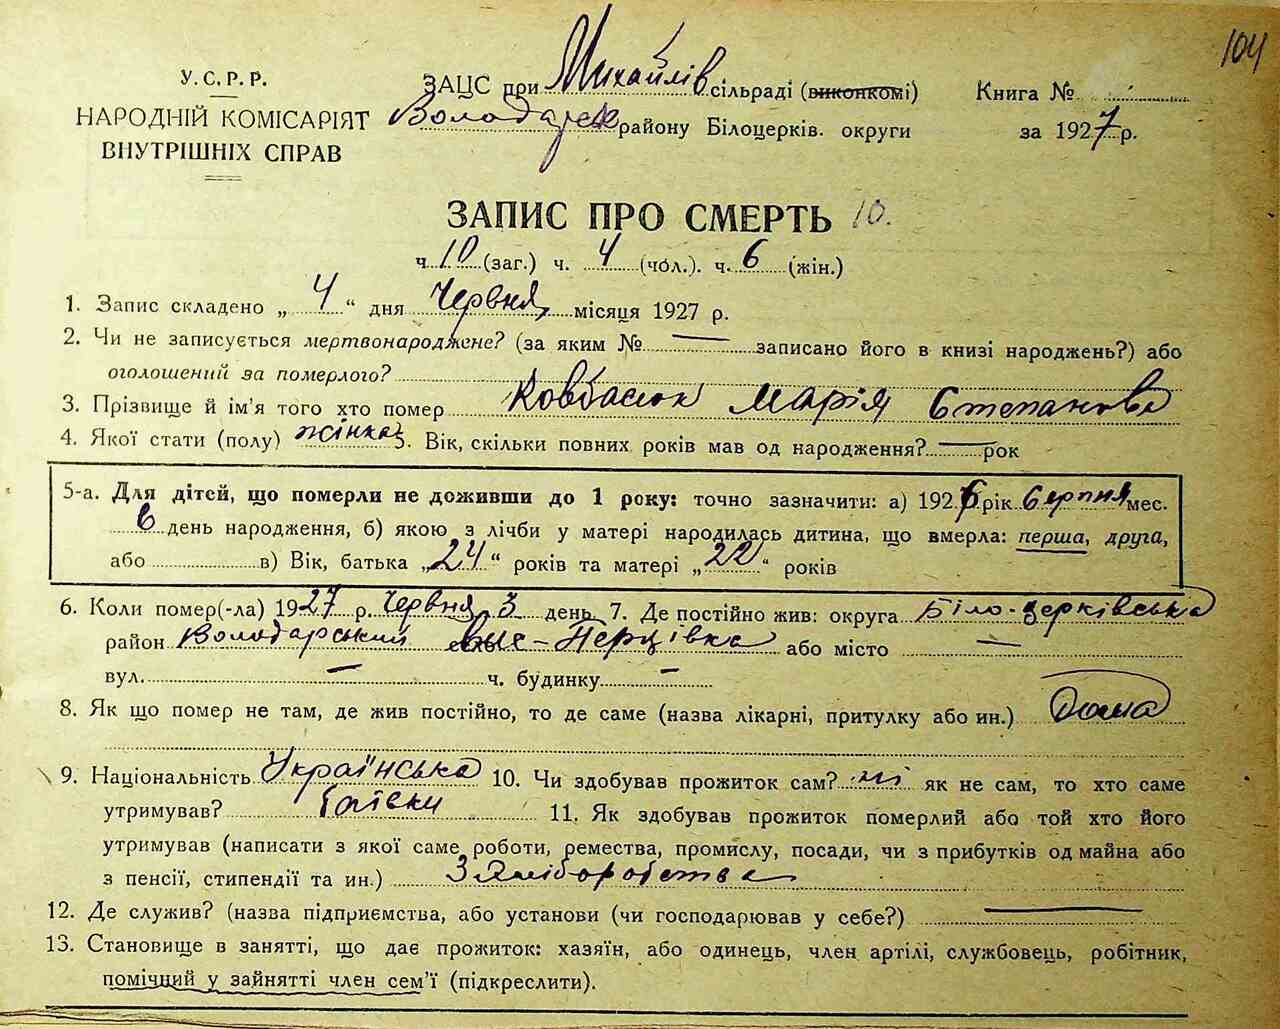 104
У.С.Р.Р.
НАРОДНІЙ КОМІСАРІЯТ
ВНУТРІШНІХ СПРАВ
ЗАЦС при Михайлів сільраді (виконкомі)
Володарськ району Білоцерків. округи
Книга №
за 1927 р.
ЗАПИС ПРО СМЕРТЬ 10.
ч. 10 (заг.) ч. 4 (чол.). ч. 6 (жін.)
1. Запис складено „ 4 “ дня Червня місяця 1927 р.
2. Чи не записується мертвонароджене? (за яким № — записано його в книзі народжень?) або
оголошений за померлого?
3. Прізвище й ім'я того хто помер Ковбасюк Марія Степанова
4. Якої стати (полу) жінка 5. Вік, скільки повних років мав од народження? — рок
5-а. Для дітей, що померли не доживши до 1 року: точно зазначити: а) 1926 рік Серпня мес.
6 день народження, б) якою з лічби у матері народилась дитина, що вмерла: перша, друга,
або в) Вік, батька „24“ років та матері „22“ років
6. Коли помер(-ла) 1927 р. Червня 3 день 7. Де постійно жив: округа Біло-церківська
район Володарський або місто —
вул. — ч. будинку —
8. Як що помер не там, де жив постійно, то де саме (назва лікарні, притулку або ин.) Дома
9. Національність Українська 10. Чи здобував прожиток сам? ні як не сам, то хто саме
утримував? батьки 11. Як здобував прожиток померлий або той хто його
утримував (написати з якої саме роботи, ремества, промислу, посади, чи з прибутків од майна або
з пенсії, стипендії та ин.) З хліборобства
12. Де служив? (назва підприємства, або установи (чи господарював у себе?) —
13. Становище в занятті, що дає прожиток: хазяїн, або одинець, член артілі, службовець, робітник,
помічний у зайнятті член сем'ї (підкреслити).